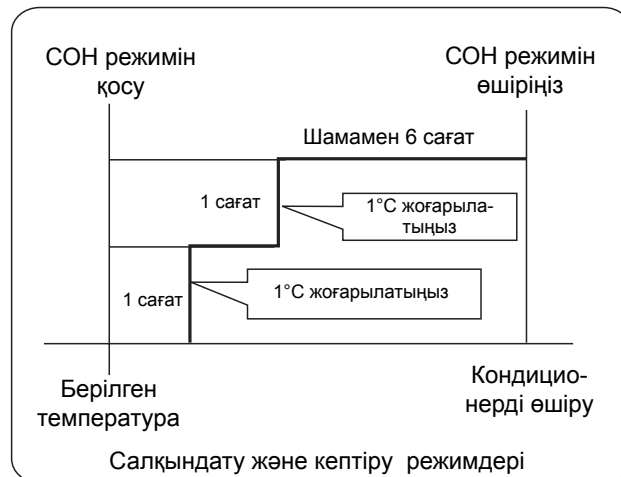 СОН режимін
қосу
СОН режимін
өшіріңіз
Шамамен 6 сағат
1 сағат
1°C жоғарыла-
тыңыз
1 сағат
1°C жоғарылатыңыз
Берілген
температура
Кондицио-
нерді өшіру
Салқындату және кептіру режимдері